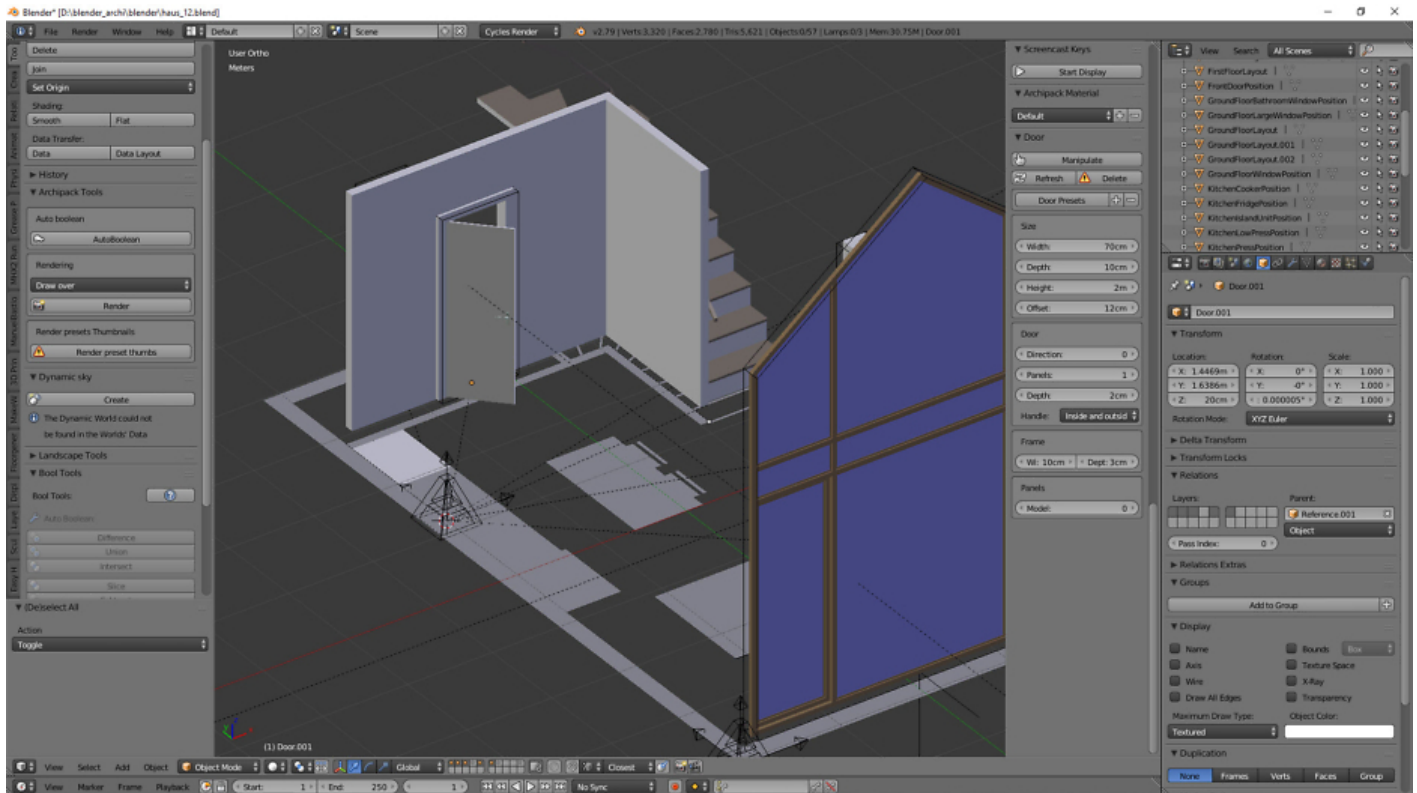 Blender* [D:\blender_archi\blender\haus_12.blend]
File Render Window Help Default Scene Cycles Render v2.79 | Verts:3,320 | Faces:2,780 | Tris:5,621 | Objects:0/57 | Lamps:0/3 | Mem:30.75M | Door.001
Delete
Join
Set Origin
Shading:
Smooth Flat
Data Transfer:
Data Data Layout
History
Archipack Tools
Auto boolean
AutoBoolean
Rendering
Draw over
Render
Render presets Thumbnails
Render preset thumbs
Dynamic sky
Create
The Dynamic World could not
be found in the Worlds' Data
Landscape Tools
Bool Tools
Bool Tools:
Auto Boolean:
Difference
Union
Intersect
Slice
(De)select All
Action
Toggle
User Ortho
Meters
(1) Door.001
Screencast Keys
Start Display
Archipack Material
Default
Door
Manipulate
Refresh Delete
Door Presets
Size
Width: 70cm
Depth: 10cm
Height: 2m
Offset: 12cm
Door
Direction: 0
Panels: 1
Depth: 2cm
Handle: Inside and outsid
Frame
Wi: 10cm Dept: 3cm
Panels
Model: 0
View Search All Scenes
FirstFloorLayout
FrontDoorPosition
GroundFloorBathroomWindowPosition
GroundFloorLargeWindowPosition
GroundFloorLayout
GroundFloorLayout.001
GroundFloorLayout.002
GroundFloorWindowPosition
KitchenCookerPosition
KitchenFridgePosition
KitchenIslandUnitPosition
KitchenLowPressPosition
KitchenPressPosition
Door.001
Door.001
Transform
Location: Rotation: Scale:
X: 1.4469m X: 0° X: 1.000
Y: 1.6386m Y: -0° Y: 1.000
Z: 20cm : 0.000005° Z: 1.000
Rotation Mode: XYZ Euler
Delta Transform
Transform Locks
Relations
Layers: Parent:
Reference.001
Object
Pass Index: 0
Relations Extras
Groups
Add to Group
Display
Name Bounds Box
Axis Texture Space
Wire X-Ray
Draw All Edges Transparency
Maximum Draw Type: Object Color:
Textured
Duplication
None Frames Verts Faces Group
View Select Add Object Object Mode Global Closest
View Marker Frame Playback Start: 1 End: 250 1 No Sync